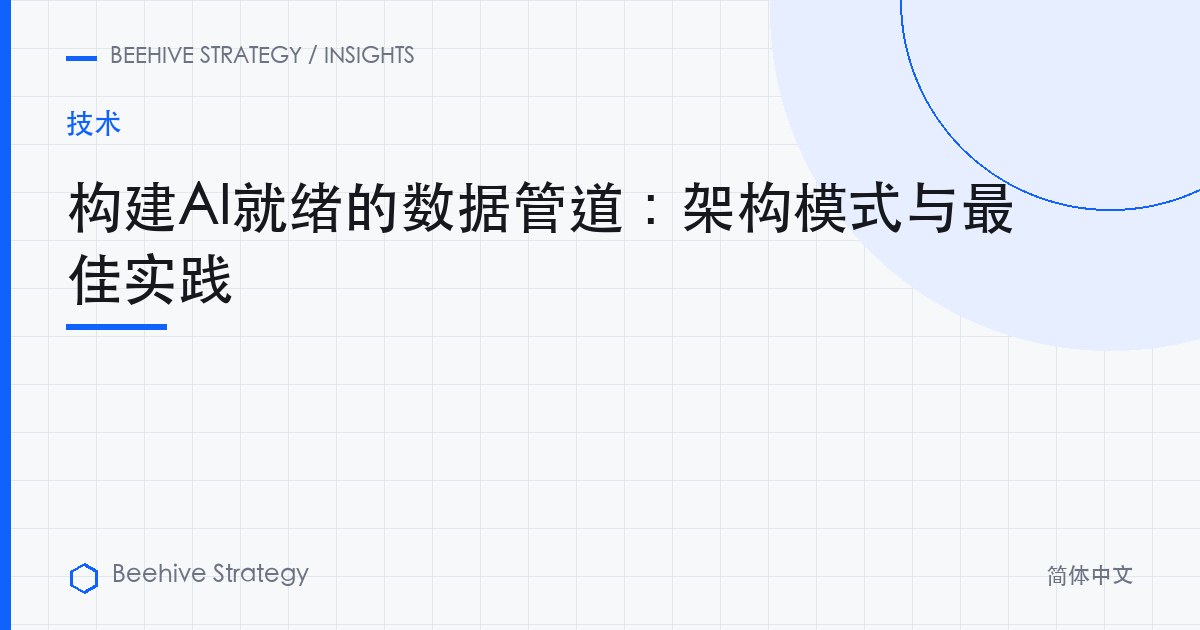 BEEHIVE STRATEGY / INSIGHTS
技术
构建AI就绪的数据管道：架构模式与最
佳实践
Beehive Strategy
简体中文